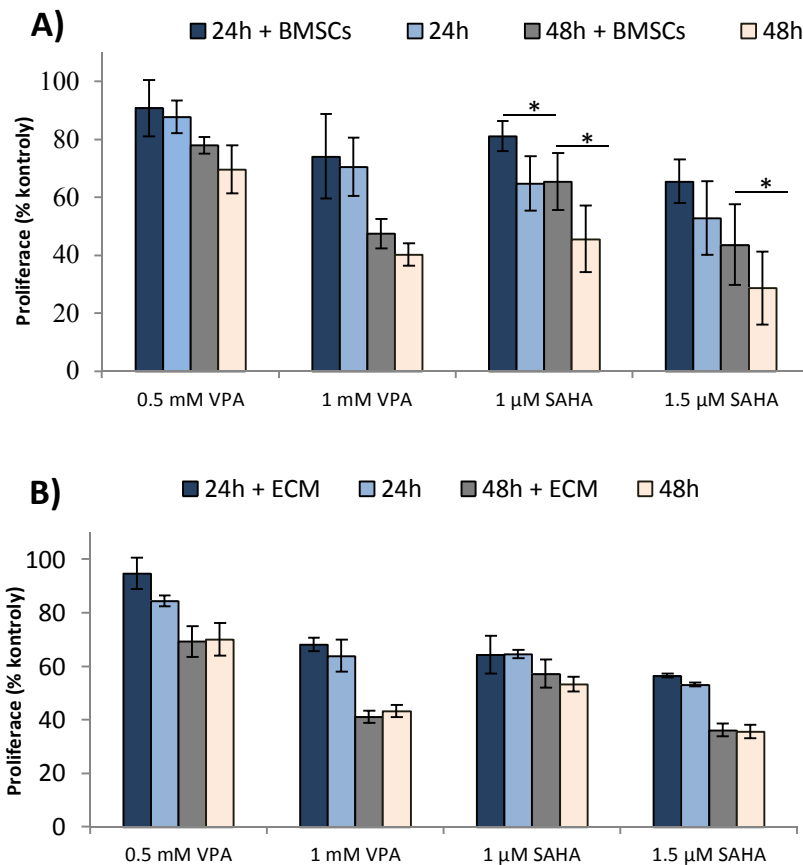 A)
24h + BMSCs 24h 48h + BMSCs 48h
Proliferace (% kontroly)
100
80
60
40
20
0
* * *
0.5 mM VPA 1 mM VPA 1 µM SAHA 1.5 µM SAHA
B)
24h + ECM 24h 48h + ECM 48h
Proliferace (% kontroly)
100
80
60
40
20
0
0.5 mM VPA 1 mM VPA 1 µM SAHA 1.5 µM SAHA